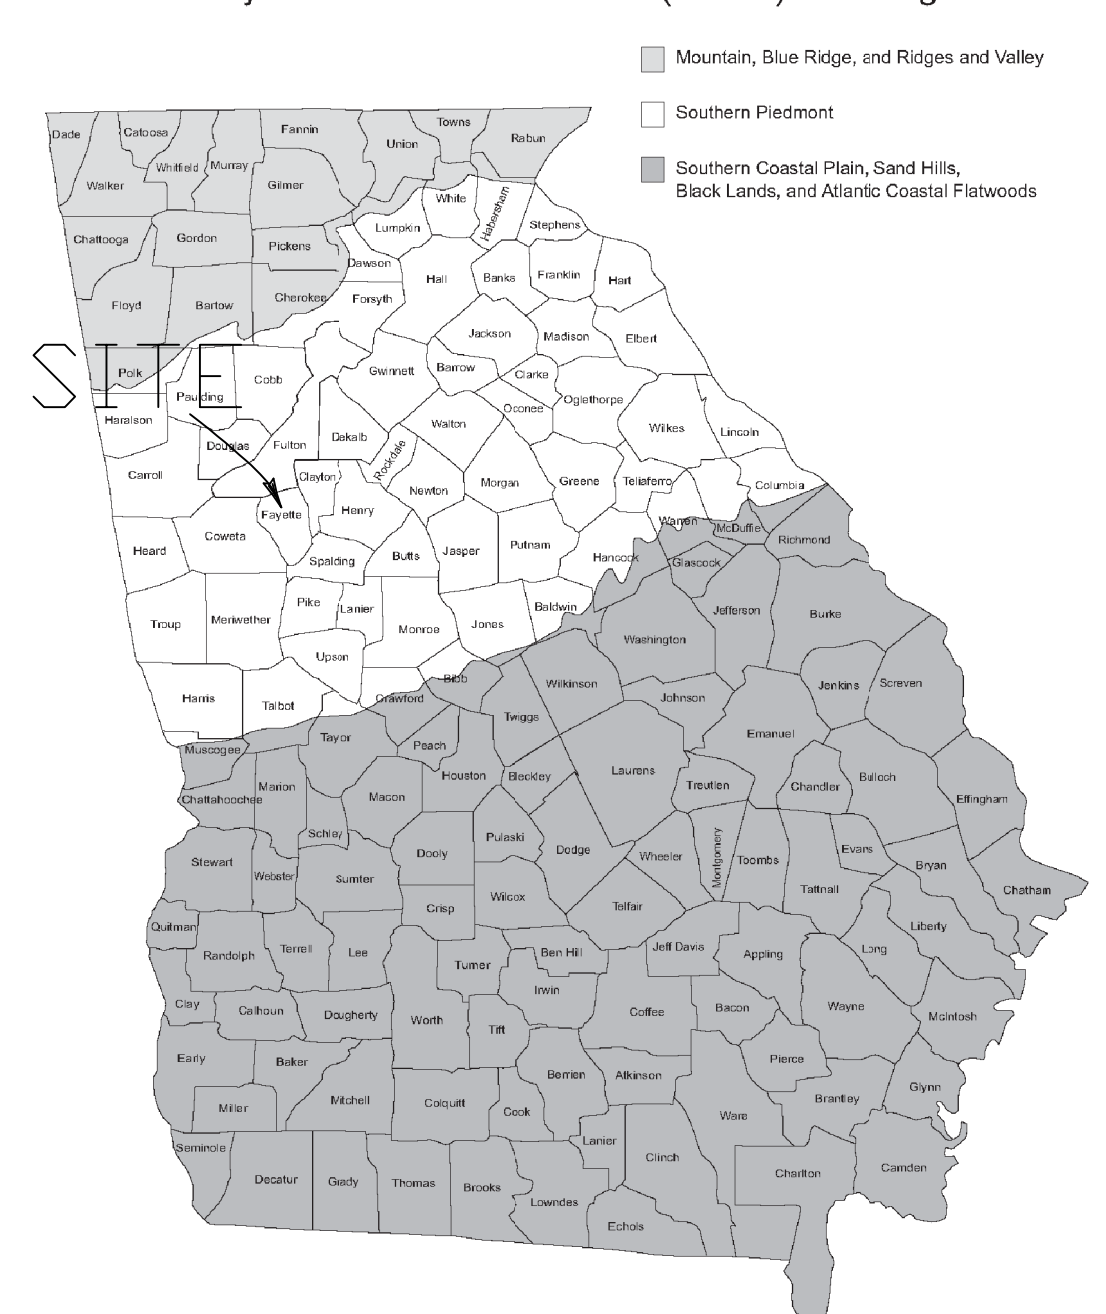 Mountain, Blue Ridge, and Ridges and Valley
Southern Piedmont
Southern Coastal Plain, Sand Hills,
Black Lands, and Atlantic Coastal Flatwoods
Dade
Catoosa
Fannin
Union
Towns
Rabun
Whitfield
Murray
Walker
Gilmer
White
Habersham
Stephens
Lumpkin
Chattooga
Gordon
Pickens
Dawson
Hall
Banks
Franklin
Hart
Floyd
Bartow
Cherokee
Forsyth
Jackson
Madison
Elbert
SITE
Polk
Paulding
Cobb
Gwinnett
Barrow
Clarke
Oglethorpe
Oconee
Haralson
Douglas
Fulton
Dekalb
Rockdale
Walton
Wilkes
Lincoln
Carroll
Clayton
Newton
Morgan
Greene
Teliaferro
Columbia
Fayette
Henry
Warren
McDuffie
Richmond
Heard
Coweta
Spalding
Butts
Jasper
Putnam
Hancock
Glascock
Troup
Meriwether
Pike
Lanier
Monroe
Jones
Baldwin
Washington
Jefferson
Burke
Upson
Bibb
Wilkinson
Johnson
Jenkins
Screven
Harris
Talbot
Crawford
Twiggs
Emanuel
Muscogee
Taylor
Peach
Houston
Bleckley
Laurens
Treutlen
Chandler
Bulloch
Effingham
Chattahoochee
Marion
Macon
Schley
Pulaski
Dodge
Wheeler
Montgomery
Toombs
Evans
Bryan
Chatham
Stewart
Webster
Sumter
Dooly
Crisp
Wilcox
Telfair
Tattnall
Liberty
Quitman
Randolph
Terrell
Lee
Turner
Ben Hill
Jeff Davis
Appling
Long
Irwin
Clay
Calhoun
Dougherty
Worth
Tift
Coffee
Bacon
Wayne
McIntosh
Early
Baker
Berrien
Atkinson
Pierce
Glynn
Miller
Mitchell
Colquitt
Cook
Ware
Brantley
Seminole
Decatur
Grady
Thomas
Brooks
Lanier
Clinch
Charlton
Camden
Lowndes
Echols